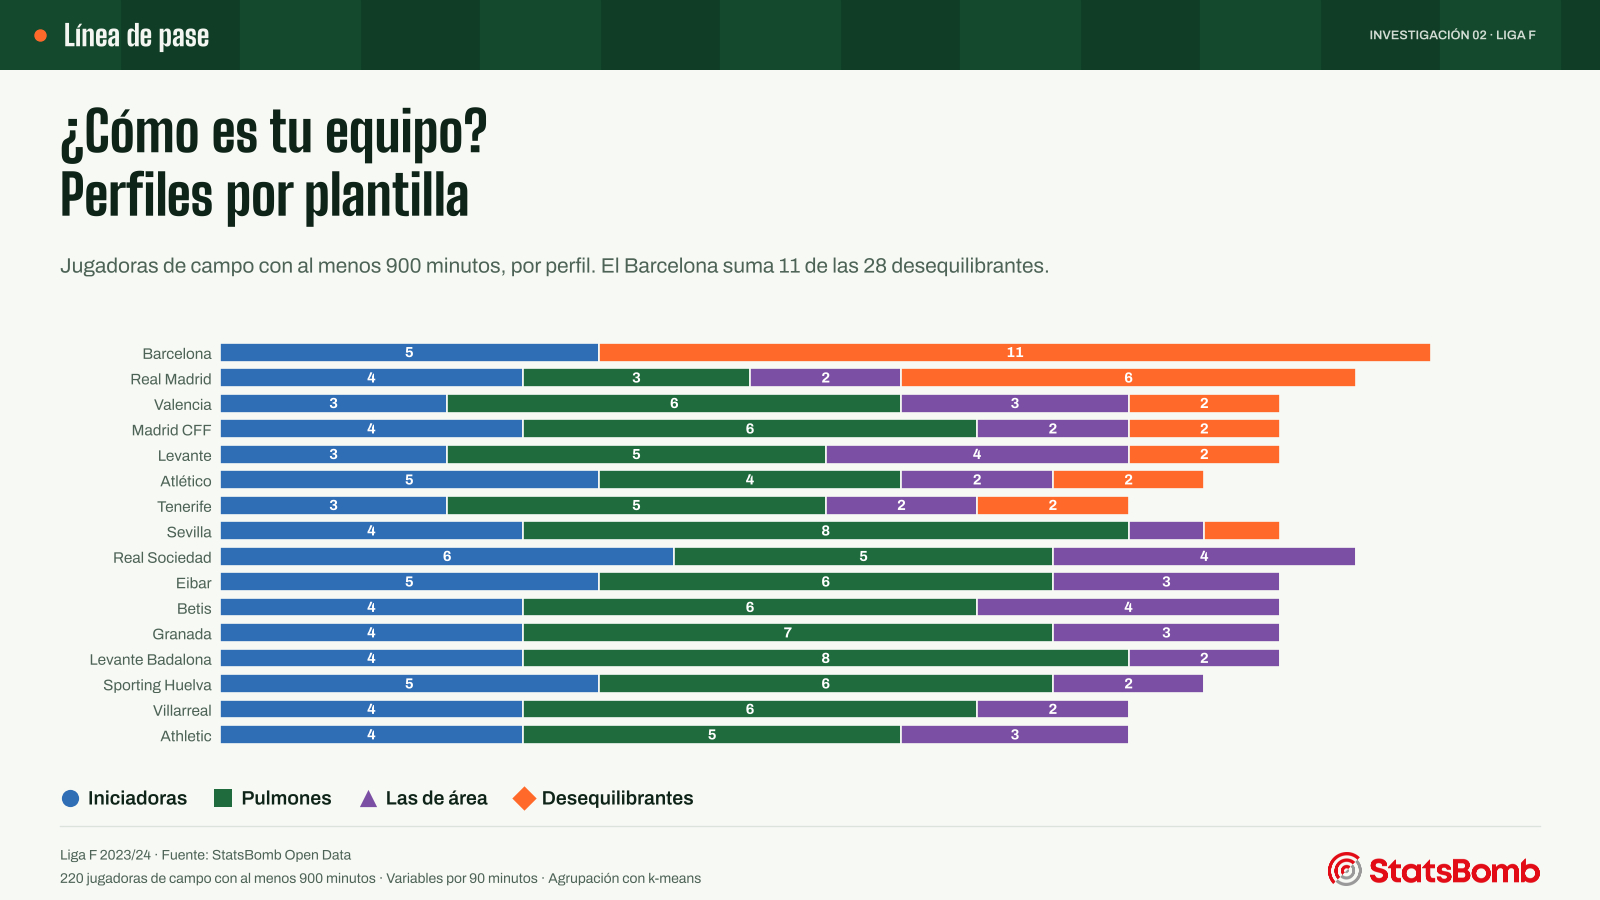 Línea de pase
INVESTIGACIÓN 02 · LIGA F
¿Cómo es tu equipo?
Perfiles por plantilla
Jugadoras de campo con al menos 900 minutos, por perfil. El Barcelona suma 11 de las 28 desequilibrantes.
Barcelona 5 11
Real Madrid 4 3 2 6
Valencia 3 6 3 2
Madrid CFF 4 6 2 2
Levante 3 5 4 2
Atlético 5 4 2 2
Tenerife 3 5 2 2
Sevilla 4 8
Real Sociedad 6 5 4
Eibar 5 6 3
Betis 4 6 4
Granada 4 7 3
Levante Badalona 4 8 2
Sporting Huelva 5 6 2
Villarreal 4 6 2
Athletic 4 5 3
Iniciadoras Pulmones Las de área Desequilibrantes
Liga F 2023/24 · Fuente: StatsBomb Open Data
220 jugadoras de campo con al menos 900 minutos · Variables por 90 minutos · Agrupación con k-means
StatsBomb